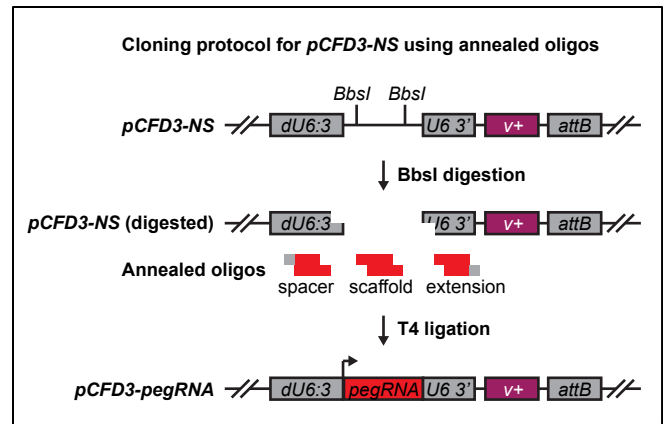 Cloning protocol for pCFD3-NS using annealed oligos
BbsI BbsI
pCFD3-NS dU6:3 U6 3' v+ attB
BbsI digestion
pCFD3-NS (digested) dU6:3 U6 3' v+ attB
Annealed oligos
spacer scaffold extension
T4 ligation
pCFD3-pegRNA dU6:3 pegRNA U6 3' v+ attB